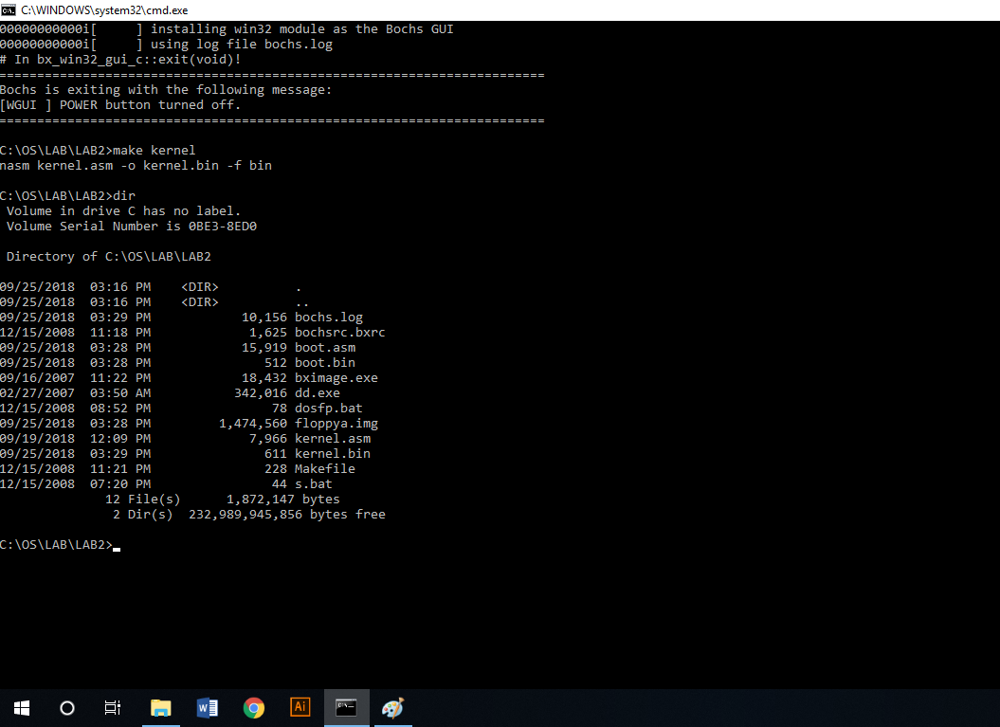 C:\WINDOWS\system32\cmd.exe
00000000000i[     ] installing win32 module as the Bochs GUI
00000000000i[     ] using log file bochs.log
# In bx_win32_gui_c::exit(void)!
========================================================================
Bochs is exiting with the following message:
[WGUI ] POWER button turned off.
========================================================================
C:\OS\LAB\LAB2>make kernel
nasm kernel.asm -o kernel.bin -f bin
C:\OS\LAB\LAB2>dir
 Volume in drive C has no label.
 Volume Serial Number is 0BE3-8ED0
 Directory of C:\OS\LAB\LAB2
09/25/2018  03:16 PM    <DIR>          .
09/25/2018  03:16 PM    <DIR>          ..
09/25/2018  03:29 PM            10,156 bochs.log
12/15/2008  11:18 PM             1,625 bochsrc.bxrc
09/25/2018  03:28 PM            15,919 boot.asm
09/25/2018  03:28 PM               512 boot.bin
09/16/2007  11:22 PM            18,432 bximage.exe
02/27/2007  03:50 AM           342,016 dd.exe
12/15/2008  08:52 PM                78 dosfp.bat
09/25/2018  03:28 PM         1,474,560 floppya.img
09/19/2018  12:09 PM             7,966 kernel.asm
09/25/2018  03:29 PM               611 kernel.bin
12/15/2008  11:21 PM               228 Makefile
12/15/2008  07:20 PM                44 s.bat
              12 File(s)      1,872,147 bytes
               2 Dir(s)  232,989,945,856 bytes free
C:\OS\LAB\LAB2>
Ai